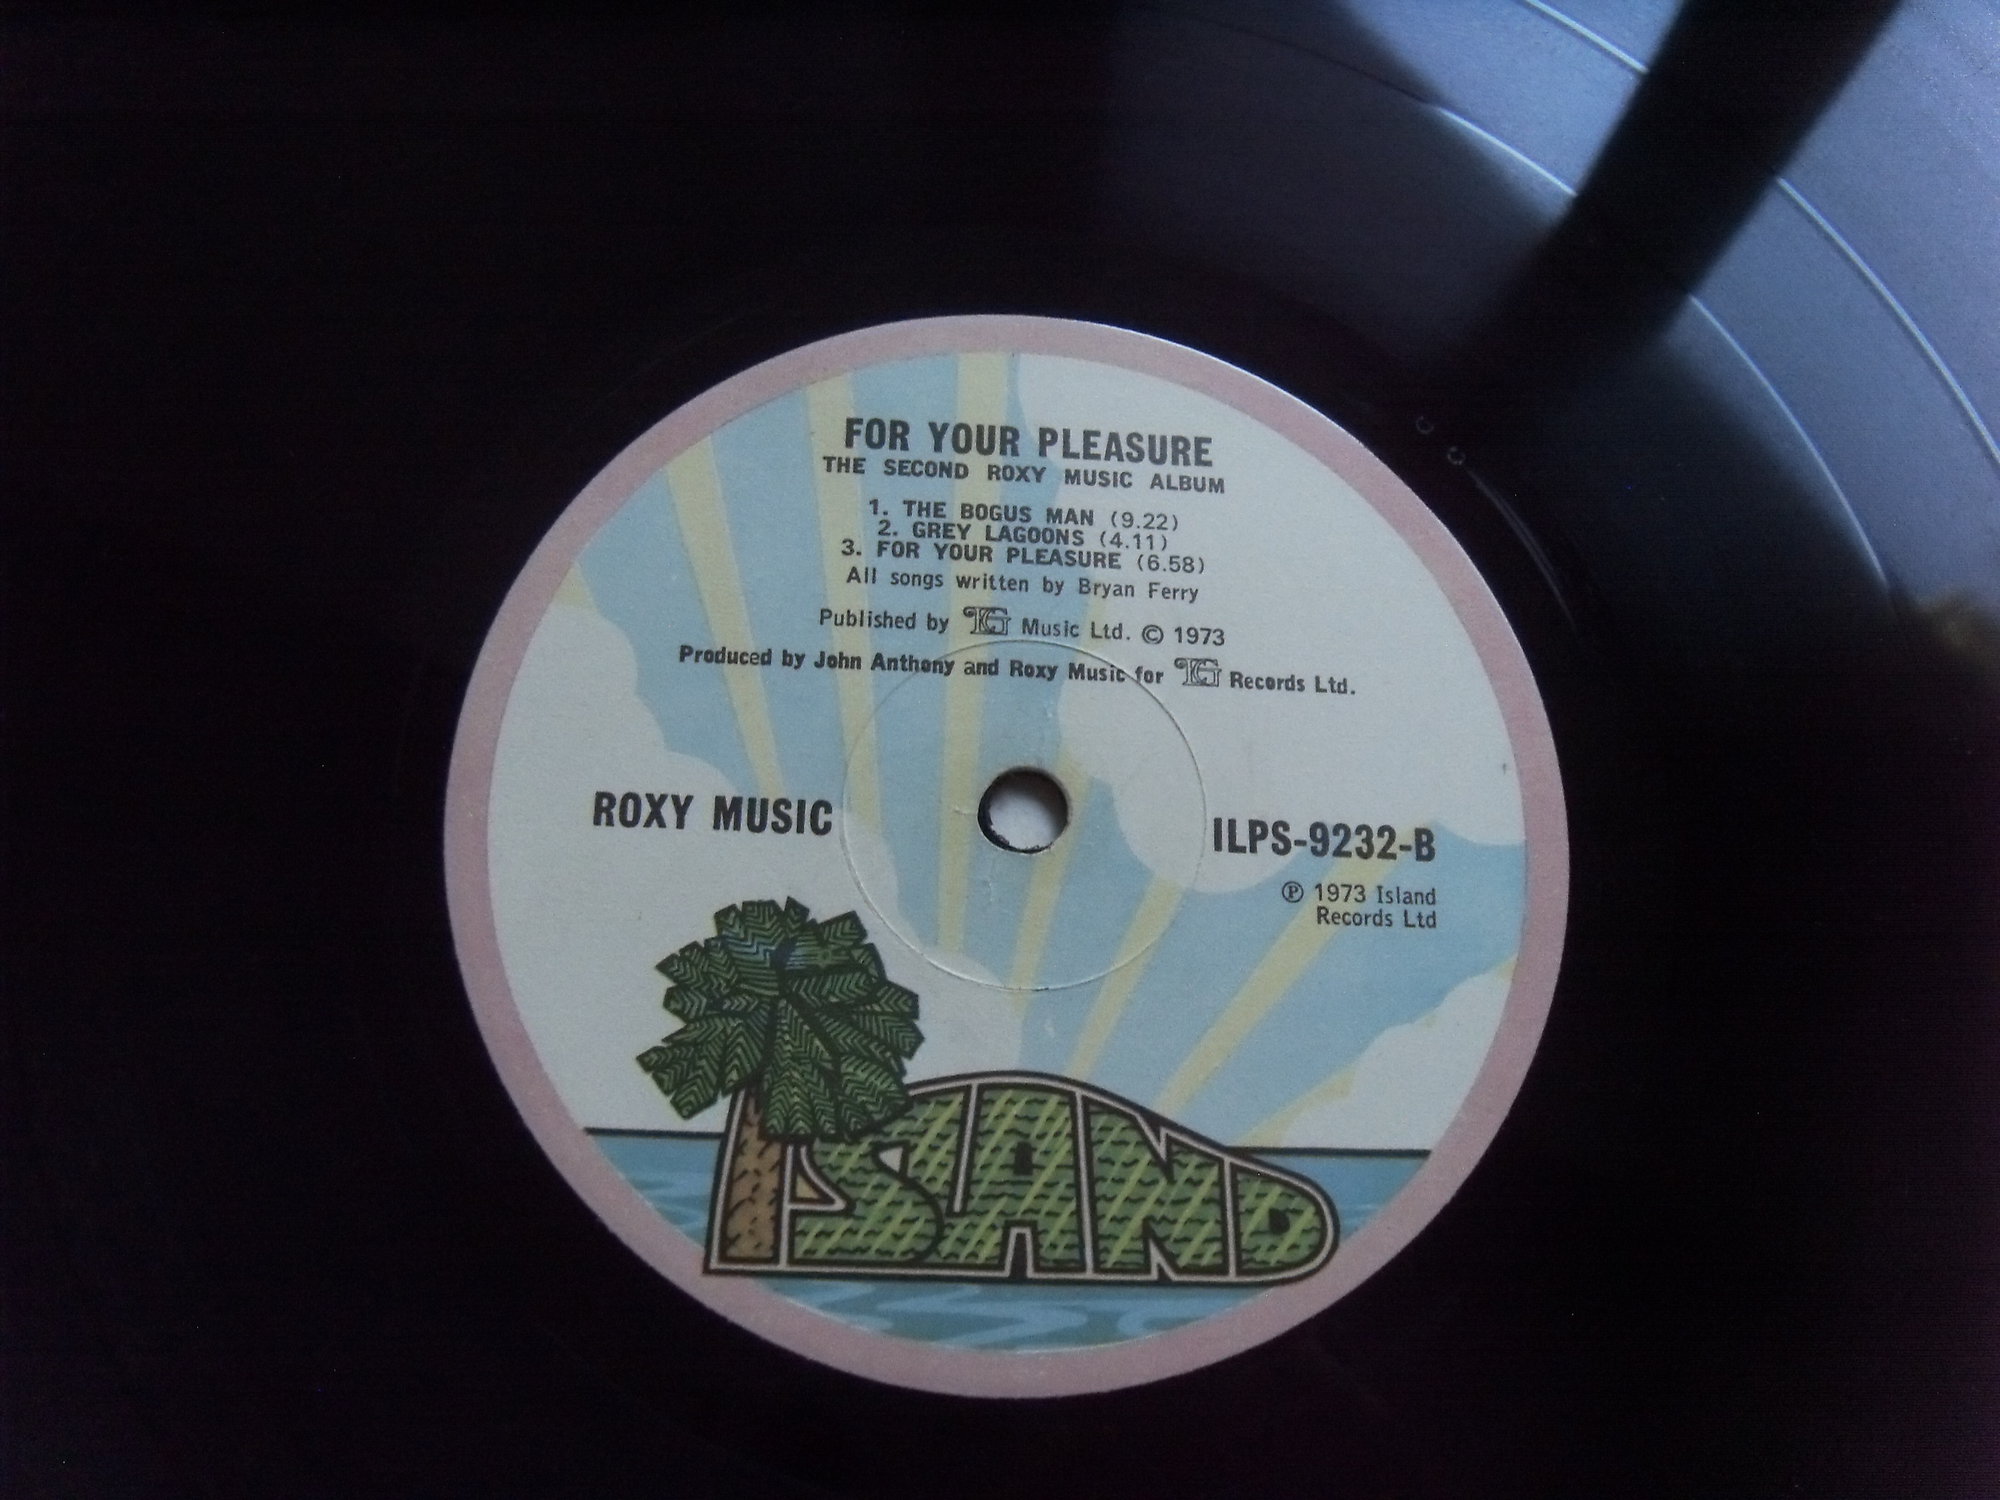 FOR YOUR PLEASURE
THE SECOND ROXY MUSIC ALBUM
1. THE BOGUS MAN (9.22)
2. GREY LAGOONS (4.11)
3. FOR YOUR PLEASURE (6.58)
All songs written by Bryan Ferry
Published by EG Music Ltd. © 1973
Produced by John Anthony and Roxy Music for EG Records Ltd.
ROXY MUSIC
ILPS-9232-B
℗ 1973 Island
Records Ltd
ISLAND